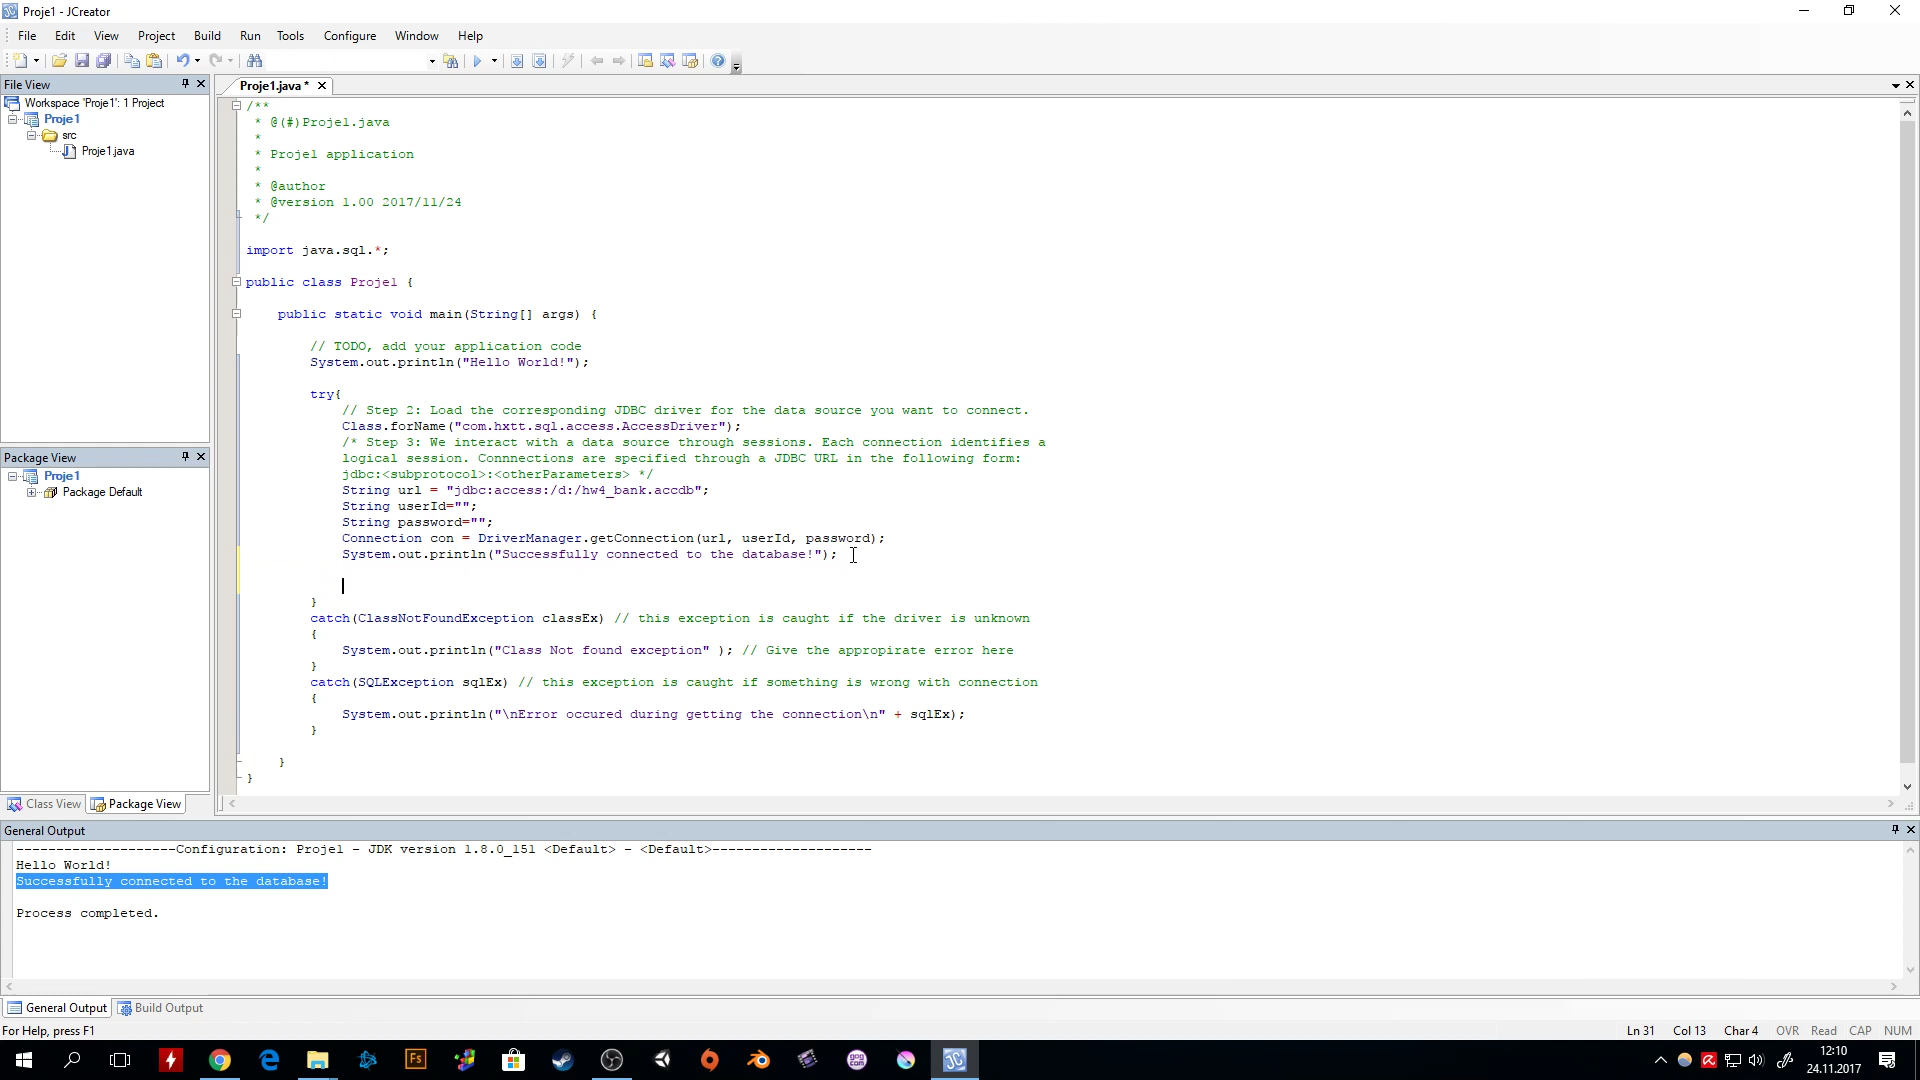 Proje1 - JCreator
File Edit View Project Build Run Tools Configure Window Help
File View
Workspace 'Proje1': 1 Project
Proje1
src
Proje1.java
Package View
Proje1
Package Default
Class View Package View
Proje1.java *
/**
* @(#)Proje1.java
*
* Proje1 application
*
* @author
* @version 1.00 2017/11/24
*/
import java.sql.*;
public class Proje1 {
public static void main(String[] args) {
// TODO, add your application code
System.out.println("Hello World!");
try{
// Step 2: Load the corresponding JDBC driver for the data source you want to connect.
Class.forName("com.hxtt.sql.access.AccessDriver");
/* Step 3: We interact with a data source through sessions. Each connection identifies a
logical session. Connnections are specified through a JDBC URL in the following form:
jdbc:<subprotocol>:<otherParameters> */
String url = "jdbc:access:/d:/hw4_bank.accdb";
String userId="";
String password="";
Connection con = DriverManager.getConnection(url, userId, password);
System.out.println("Successfully connected to the database!");
}
catch(ClassNotFoundException classEx) // this exception is caught if the driver is unknown
{
System.out.println("Class Not found exception" ); // Give the appropirate error here
}
catch(SQLException sqlEx) // this exception is caught if something is wrong with connection
{
System.out.println("\nError occured during getting the connection\n" + sqlEx);
}
}
}
General Output
--------------------Configuration: Proje1 - JDK version 1.8.0_151 <Default> - <Default>--------------------
Hello World!
Successfully connected to the database!
Process completed.
General Output Build Output
For Help, press F1
Ln 31 Col 13 Char 4 OVR Read CAP NUM
Fs
gog com
JC
12:10
24.11.2017